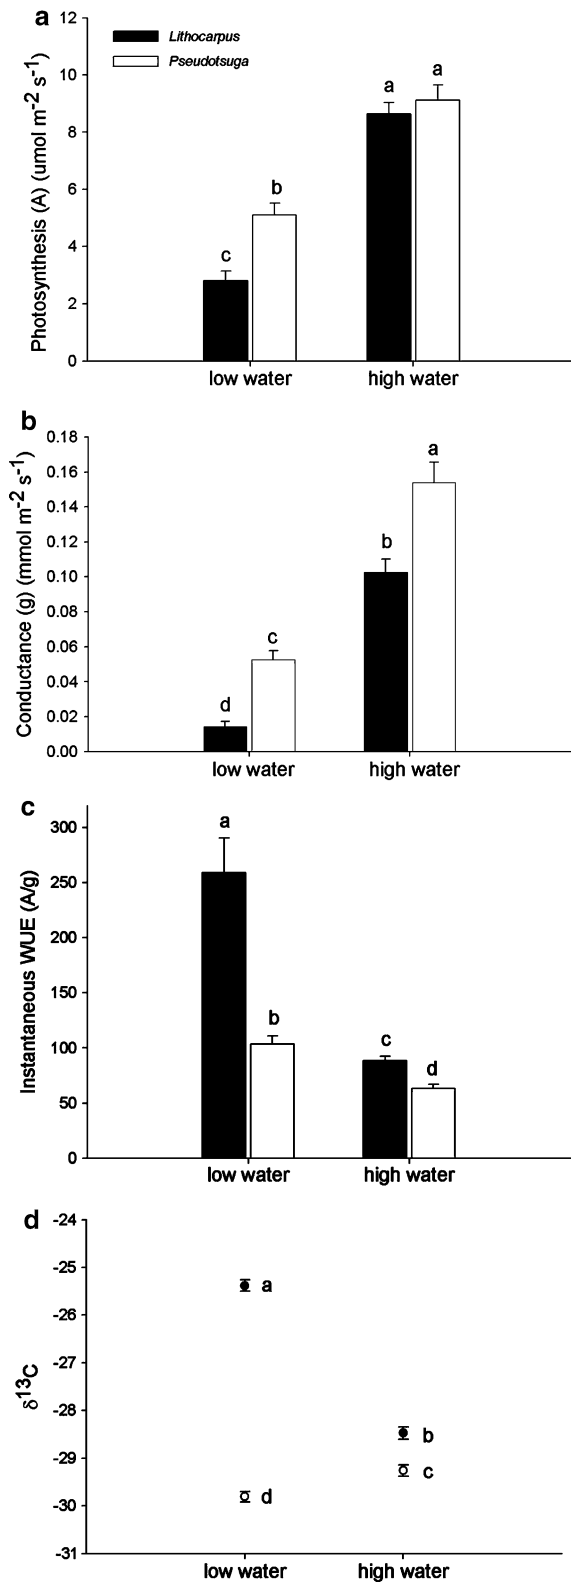 a
Lithocarpus
Pseudotsuga
Photosynthesis (A) (umol m-2 s-1)
12
10
8
6
4
2
0
a
a
b
c
low water
high water
b
Conductance (g) (mmol m-2 s-1)
0.18
0.16
0.14
0.12
0.10
0.08
0.06
0.04
0.02
0.00
a
b
c
d
low water
high water
c
Instantaneous WUE (A/g)
300
250
200
150
100
50
0
a
b
c
d
low water
high water
d
δ13C
-24
-25
-26
-27
-28
-29
-30
-31
a
b
c
d
low water
high water